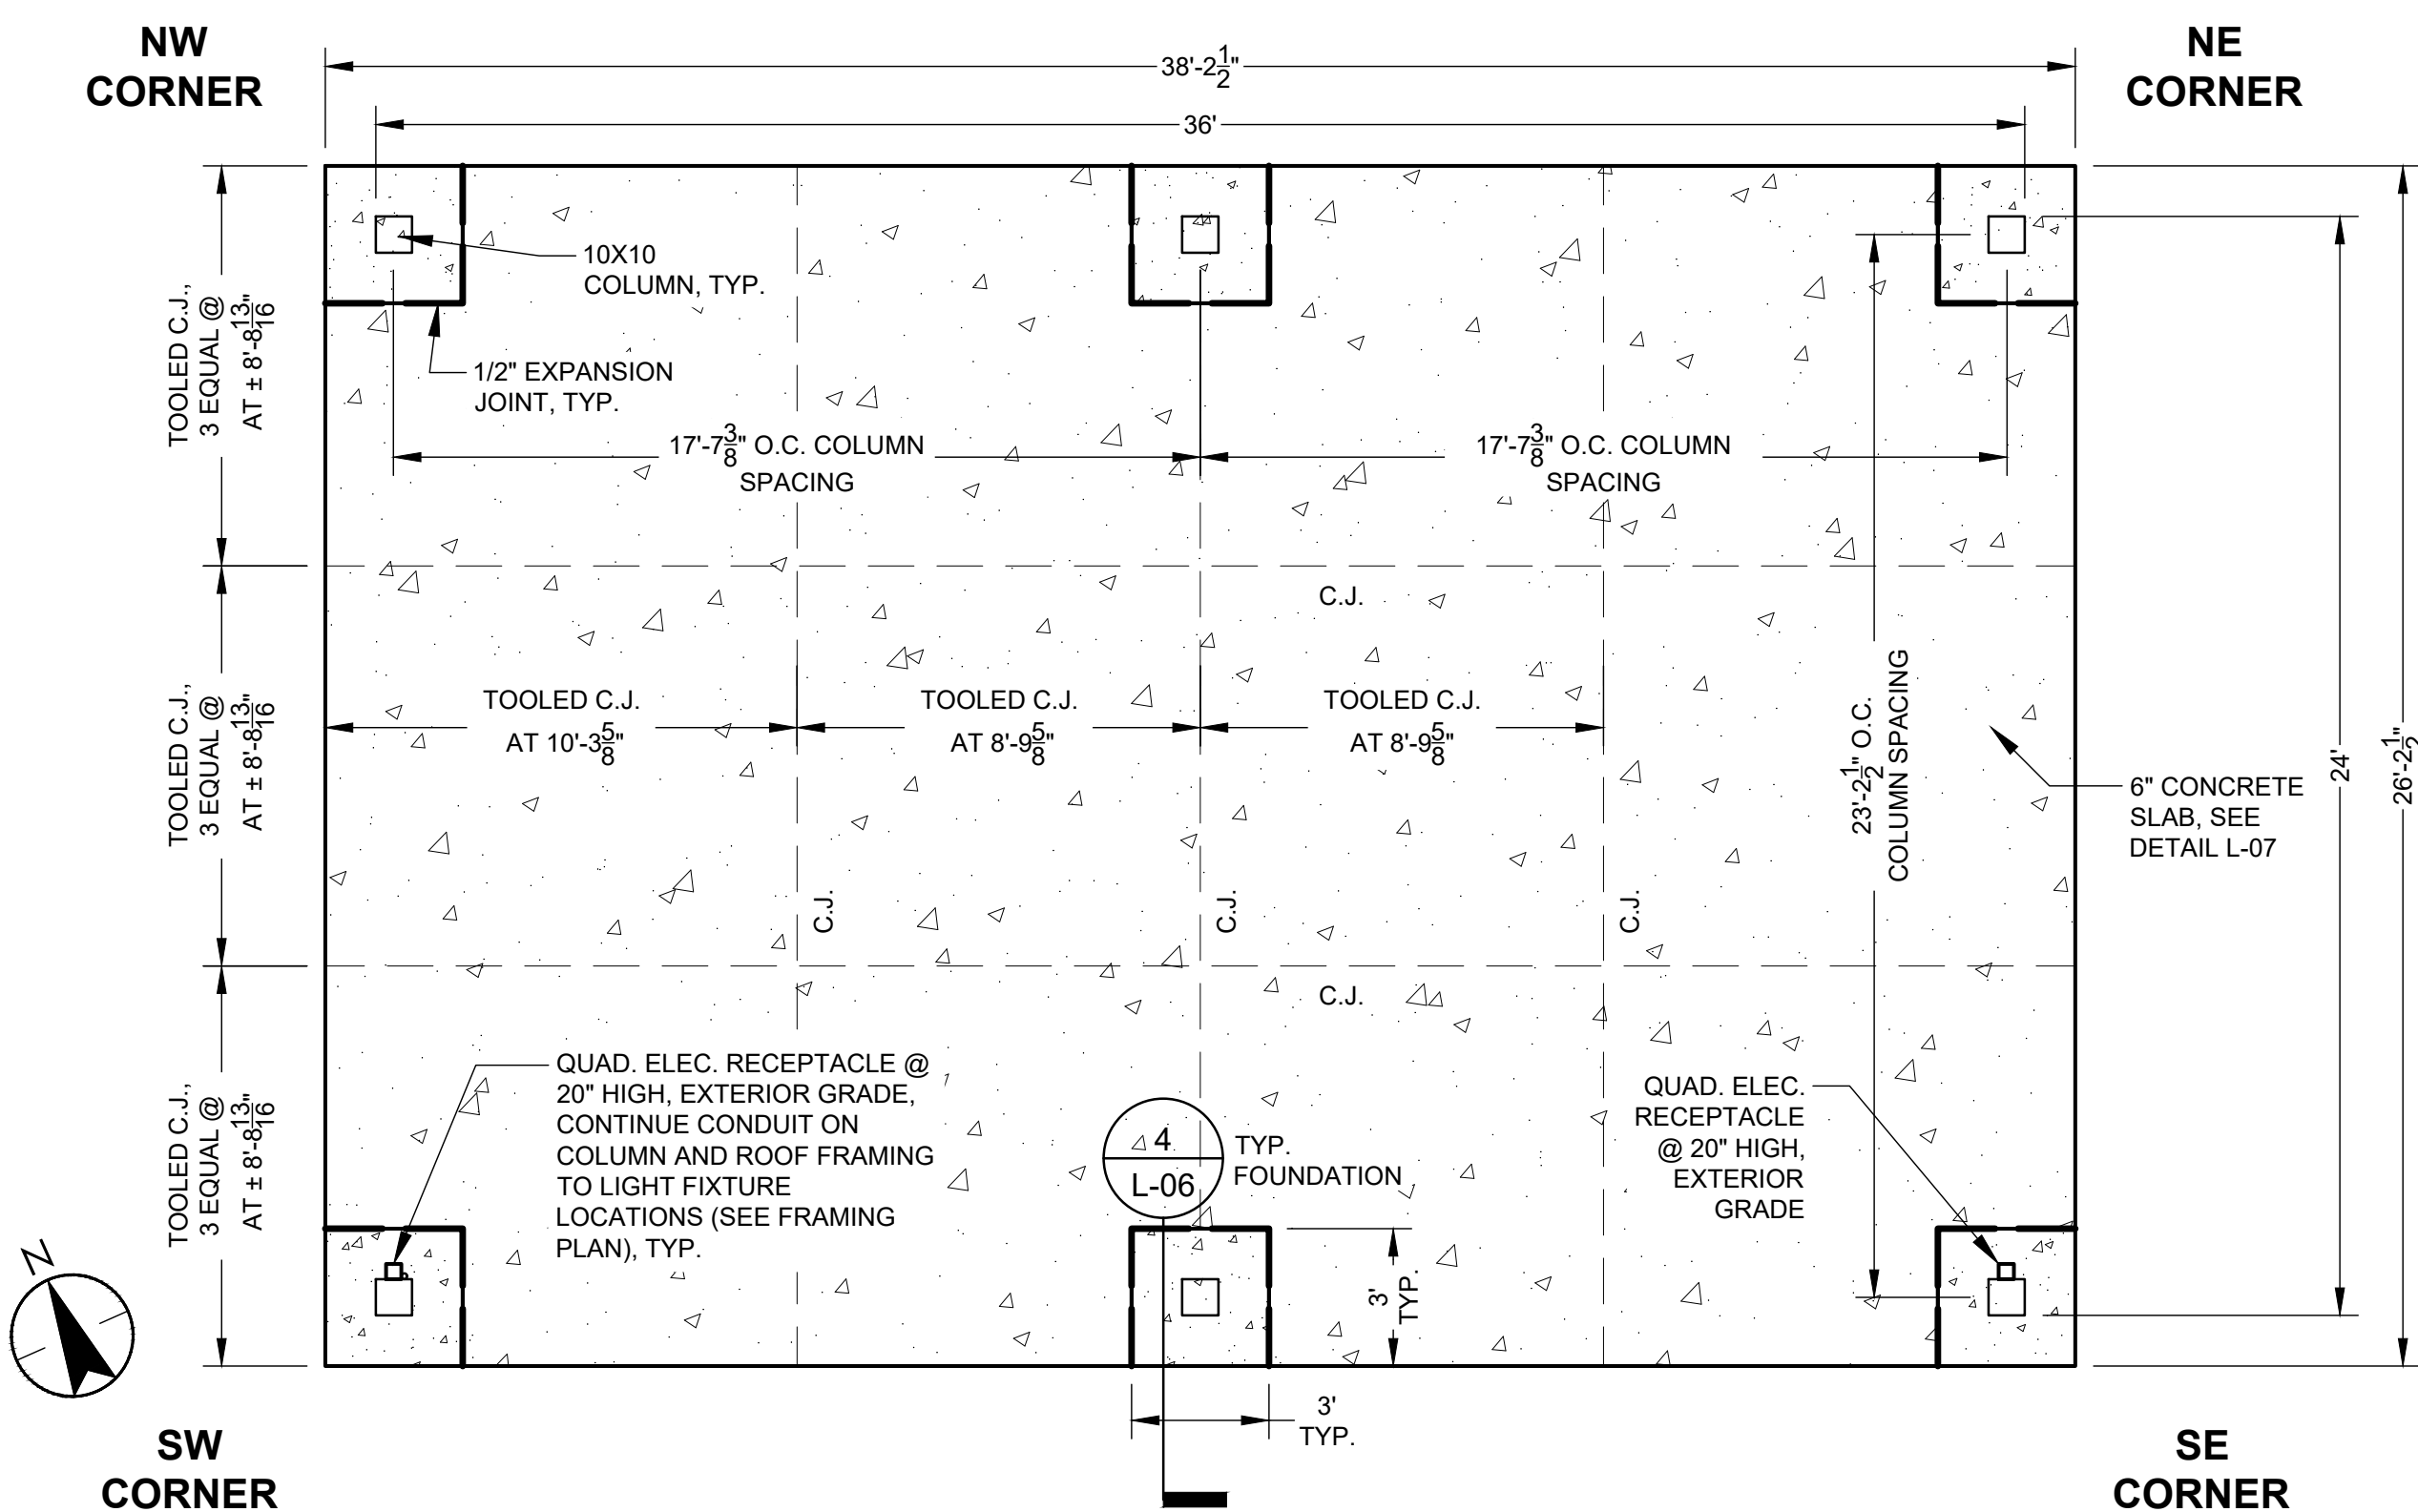 NW
CORNER
NE
CORNER
38'-2 1/2"
36'
10X10
COLUMN, TYP.
1/2" EXPANSION
JOINT, TYP.
TOOLED C.J.,
3 EQUAL @
AT ± 8'-8 13/16"
17'-7 3/8" O.C. COLUMN
SPACING
17'-7 3/8" O.C. COLUMN
SPACING
C.J.
TOOLED C.J.,
3 EQUAL @
AT ± 8'-8 13/16"
TOOLED C.J.
AT 10'-3 5/8"
TOOLED C.J.
AT 8'-9 5/8"
TOOLED C.J.
AT 8'-9 5/8"
23'-2 1/2" O.C.
COLUMN SPACING
24'
26'-2 1/2"
6" CONCRETE
SLAB, SEE
DETAIL L-07
C.J.
C.J.
C.J.
C.J.
TOOLED C.J.,
3 EQUAL @
AT ± 8'-8 13/16"
QUAD. ELEC. RECEPTACLE @
20" HIGH, EXTERIOR GRADE,
CONTINUE CONDUIT ON
COLUMN AND ROOF FRAMING
TO LIGHT FIXTURE
LOCATIONS (SEE FRAMING
PLAN), TYP.
4
L-06
TYP.
FOUNDATION
QUAD. ELEC.
RECEPTACLE
@ 20" HIGH,
EXTERIOR
GRADE
3'
TYP.
3'
TYP.
N
SW
CORNER
SE
CORNER